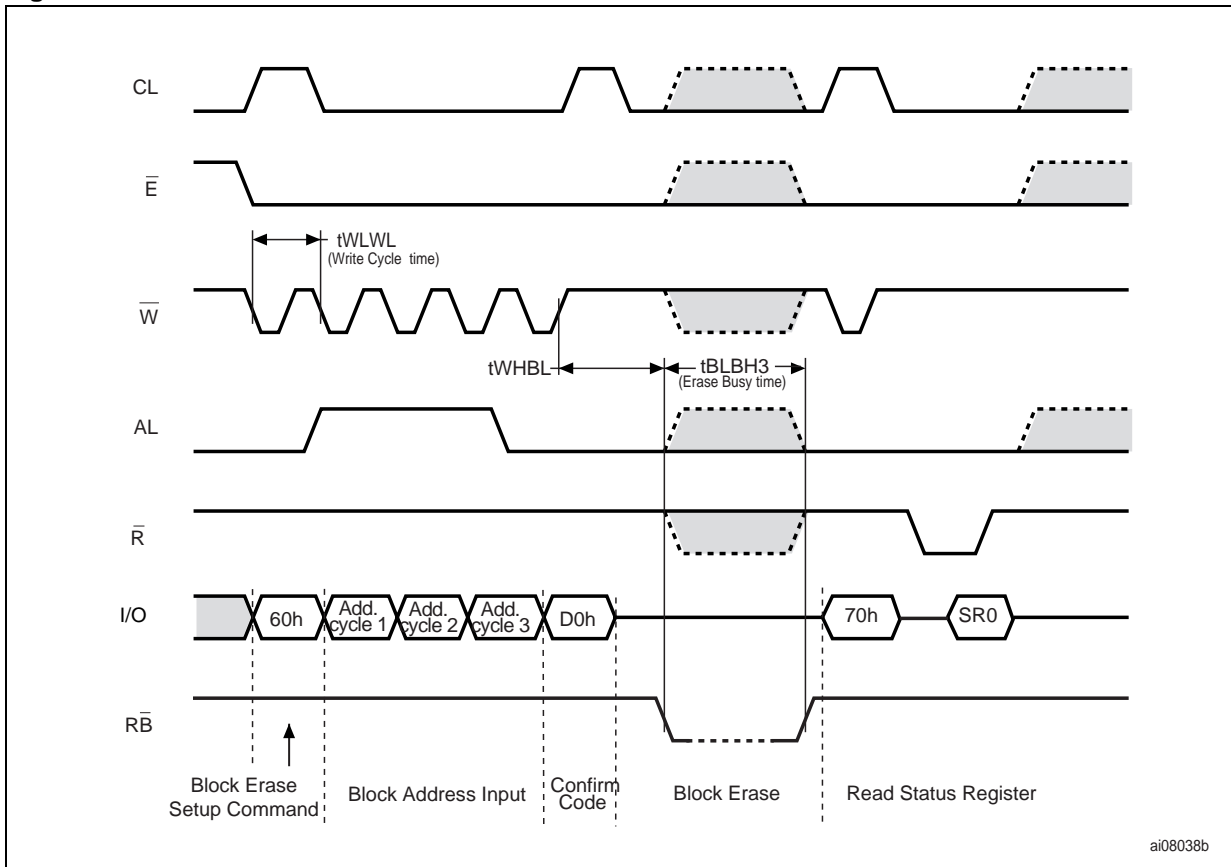 CL
E
tWLWL
(Write Cycle time)
W
tWHBL
tBLBH3
(Erase Busy time)
AL
R
I/O
60h
Add. cycle 1
Add. cycle 2
Add. cycle 3
D0h
70h
SR0
RB
Block Erase
Setup Command
Block Address Input
Confirm
Code
Block Erase
Read Status Register
ai08038b